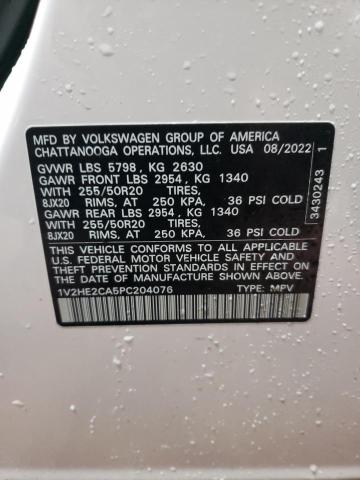 MFD BY VOLKSWAGEN GROUP OF AMERICA
CHATTANOOGA OPERATIONS, LLC. USA 08/2022
GVWR LBS 5798, KG 2630
GAWR FRONT LBS 2954, KG 1340
WITH 255/50R20 TIRES,
8JX20 RIMS, AT 250 KPA, 36 PSI COLD
GAWR REAR LBS 2954, KG 1340
WITH 255/50R20 TIRES,
8JX20 RIMS, AT 250 KPA, 36 PSI COLD
THIS VEHICLE CONFORMS TO ALL APPLICABLE
U.S. FEDERAL MOTOR VEHICLE SAFETY AND
THEFT PREVENTION STANDARDS IN EFFECT ON THE
DATE OF MANUFACTURE SHOWN ABOVE.
1V2HE2CA5PC204076 TYPE: MPV
3430243 1